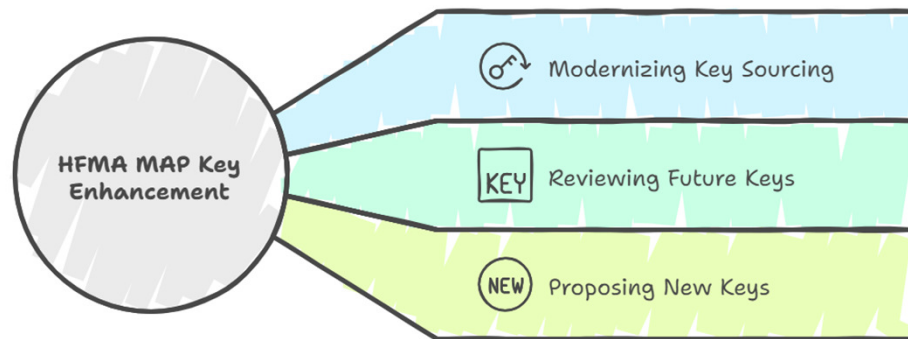 HFMA MAP Key
Enhancement
Modernizing Key Sourcing
KEY
Reviewing Future Keys
NEW
Proposing New Keys